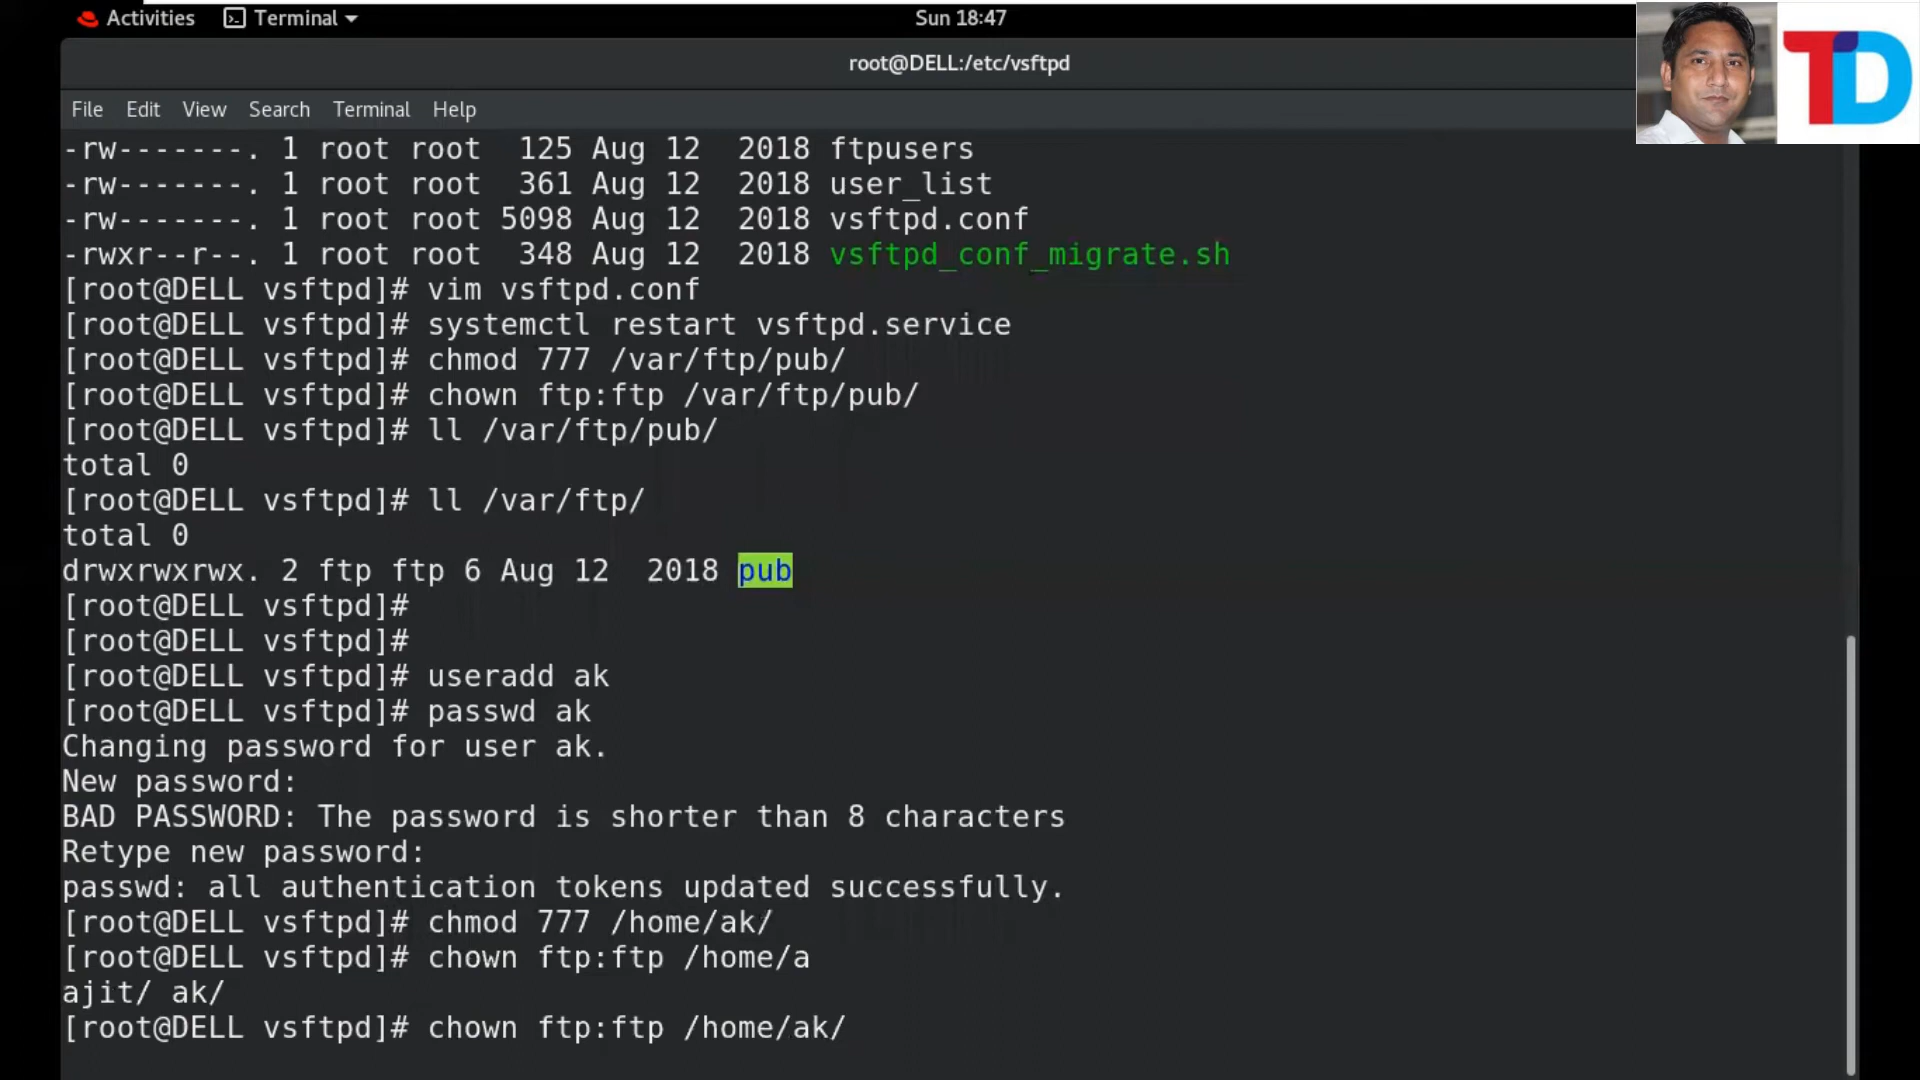 Activities Terminal Sun 18:47
root@DELL:/etc/vsftpd
TD
File Edit View Search Terminal Help
-rw-------. 1 root root  125 Aug 12  2018 ftpusers
-rw-------. 1 root root  361 Aug 12  2018 user_list
-rw-------. 1 root root 5098 Aug 12  2018 vsftpd.conf
-rwxr--r--. 1 root root  348 Aug 12  2018 vsftpd_conf_migrate.sh
[root@DELL vsftpd]# vim vsftpd.conf
[root@DELL vsftpd]# systemctl restart vsftpd.service
[root@DELL vsftpd]# chmod 777 /var/ftp/pub/
[root@DELL vsftpd]# chown ftp:ftp /var/ftp/pub/
[root@DELL vsftpd]# ll /var/ftp/pub/
total 0
[root@DELL vsftpd]# ll /var/ftp/
total 0
drwxrwxrwx. 2 ftp ftp 6 Aug 12  2018 pub
[root@DELL vsftpd]#
[root@DELL vsftpd]#
[root@DELL vsftpd]# useradd ak
[root@DELL vsftpd]# passwd ak
Changing password for user ak.
New password:
BAD PASSWORD: The password is shorter than 8 characters
Retype new password:
passwd: all authentication tokens updated successfully.
[root@DELL vsftpd]# chmod 777 /home/ak/
[root@DELL vsftpd]# chown ftp:ftp /home/a
ajit/ ak/
[root@DELL vsftpd]# chown ftp:ftp /home/ak/